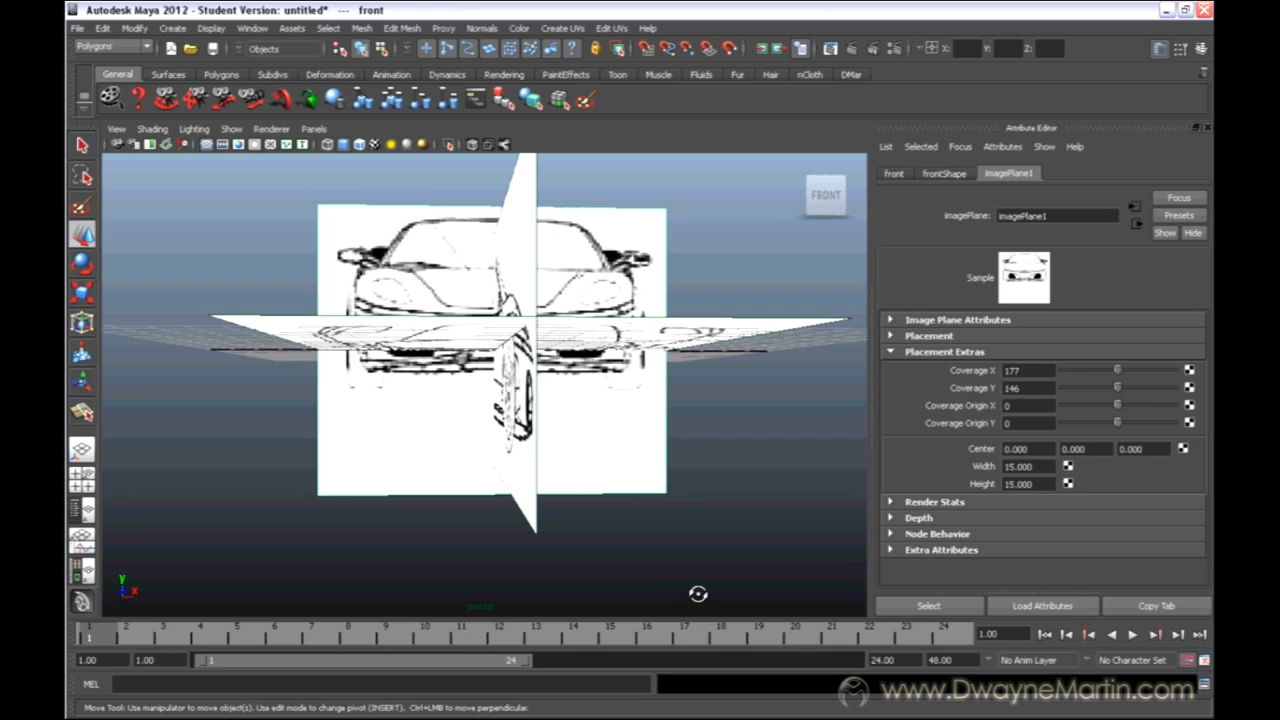 Autodesk Maya 2012 - Student Version: untitled* --- front
File Edit Modify Create Display Window Assets Select Mesh Edit Mesh Proxy Normals Color Create UVs Edit UVs Help
Polygons Objects X: Y: Z:
General Surfaces Polygons Subdivs Deformation Animation Dynamics Rendering PaintEffects Toon Muscle Fluids Fur Hair nCloth DMar
View Shading Lighting Show Renderer Panels
FRONT
y
x
persp
Attribute Editor
List Selected Focus Attributes Show Help
front frontShape imagePlane1
Focus
imagePlane: imagePlane1 Presets
Show Hide
Sample
Image Plane Attributes
Placement
Placement Extras
Coverage X 177
Coverage Y 146
Coverage Origin X 0
Coverage Origin Y 0
Center 0.000 0.000 0.000
Width 15.000
Height 15.000
Render Stats
Depth
Node Behavior
Extra Attributes
Select Load Attributes Copy Tab
1 2 3 4 5 6 7 8 9 10 11 12 13 14 15 16 17 18 19 20 21 22 23 24
1 1.00
1.00 1.00 1 24 24.00 48.00 No Anim Layer No Character Set
MEL
www.DwayneMartin.com
Move Tool: Use manipulator to move object(s). Use edit mode to change pivot (INSERT). Ctrl+LMB to move perpendicular.